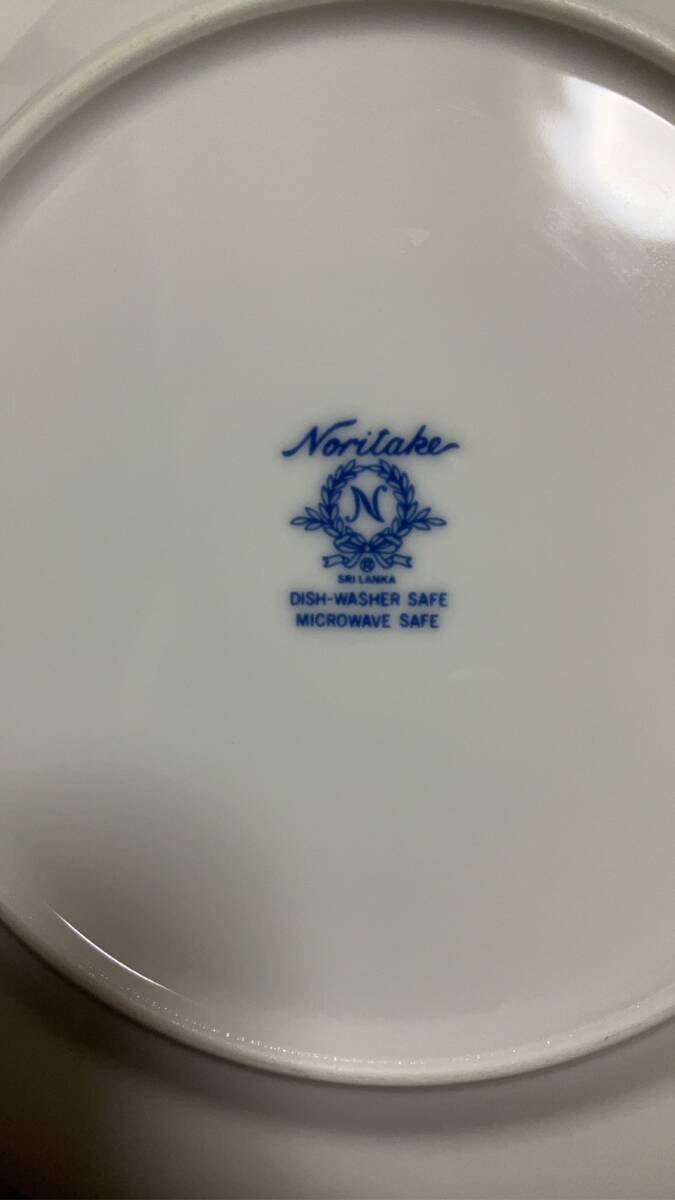 Noritake
N
®
SRI LANKA
DISH-WASHER SAFE
MICROWAVE SAFE